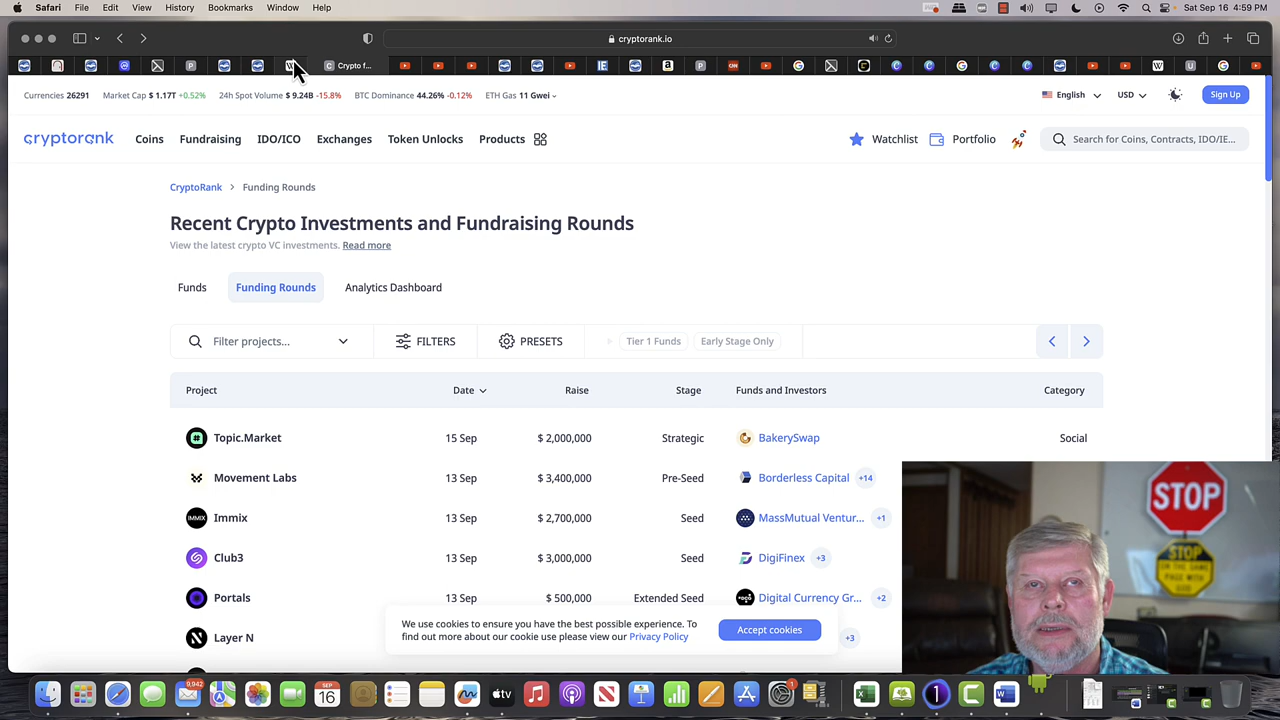 Safari File Edit View History Bookmarks Window Help Sat Sep 16 4:59 PM
cryptorank.io
Crypto f...
Currencies 26291 Market Cap $ 1.17T +0.52% 24h Spot Volume $ 9.24B -15.8% BTC Dominance 44.26% -0.12% ETH Gas 11 Gwei English USD Sign Up
cryptorank Coins Fundraising IDO/ICO Exchanges Token Unlocks Products Watchlist Portfolio Search for Coins, Contracts, IDO/IE...
CryptoRank > Funding Rounds
Recent Crypto Investments and Fundraising Rounds
View the latest crypto VC investments. Read more
Funds Funding Rounds Analytics Dashboard
Filter projects... FILTERS PRESETS Tier 1 Funds Early Stage Only
Project Date Raise Stage Funds and Investors Category
Topic.Market 15 Sep $ 2,000,000 Strategic BakerySwap Social
Movement Labs 13 Sep $ 3,400,000 Pre-Seed Borderless Capital +14
Immix 13 Sep $ 2,700,000 Seed MassMutual Ventur... +1
Club3 13 Sep $ 3,000,000 Seed DigiFinex +3
Portals 13 Sep $ 500,000 Extended Seed Digital Currency Gr... +2
Layer N +3
We use cookies to ensure you have the best possible experience. To
find out more about our cookie use please view our Privacy Policy
Accept cookies
STOP
STOP
9,942
SEP
16
tv
1